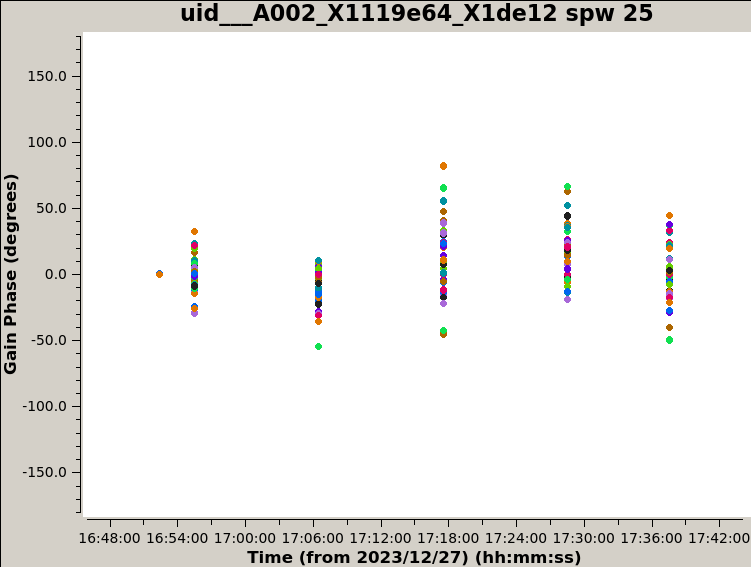 uid___A002_X1119e64_X1de12 spw 25
150.0
100.0
50.0
0.0
-50.0
-100.0
-150.0
Gain Phase (degrees)
16:48:00 16:54:00 17:00:00 17:06:00 17:12:00 17:18:00 17:24:00 17:30:00 17:36:00 17:42:00
Time (from 2023/12/27) (hh:mm:ss)